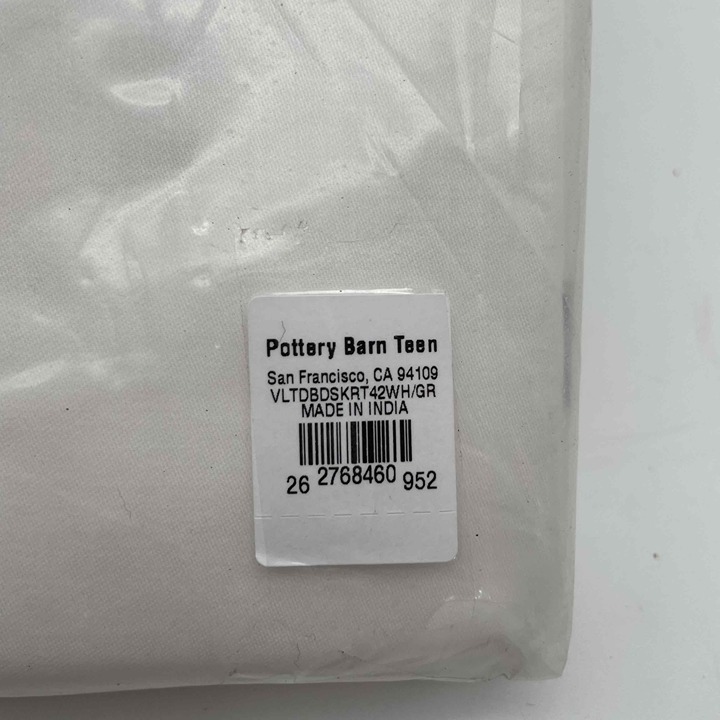 Pottery Barn Teen
San Francisco, CA 94109
VLTDBDSKRT42WH/GR
MADE IN INDIA
26 2768460 952